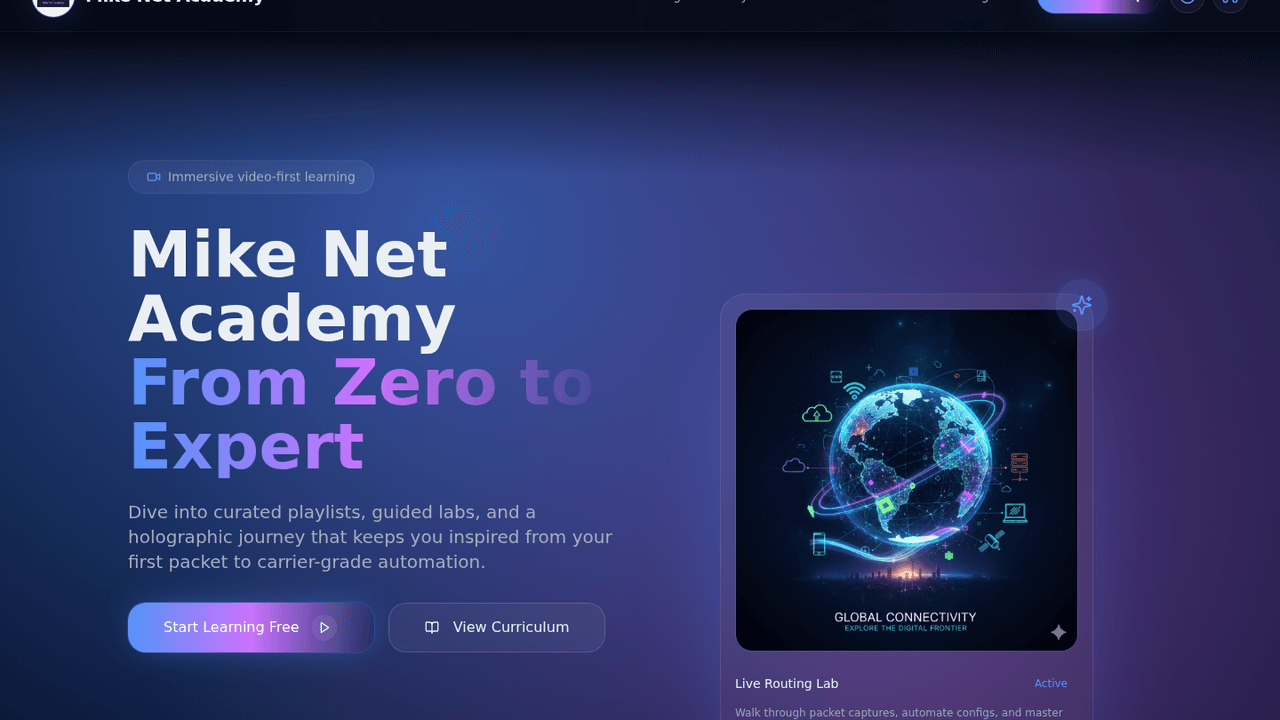 Mike Net Academy
Immersive video-first learning
Mike Net
Academy
From Zero to
Expert
Dive into curated playlists, guided labs, and a
holographic journey that keeps you inspired from your
first packet to carrier-grade automation.
Start Learning Free
View Curriculum
GLOBAL CONNECTIVITY
EXPLORE THE DIGITAL FRONTIER
Live Routing Lab
Active
Walk through packet captures, automate configs, and master